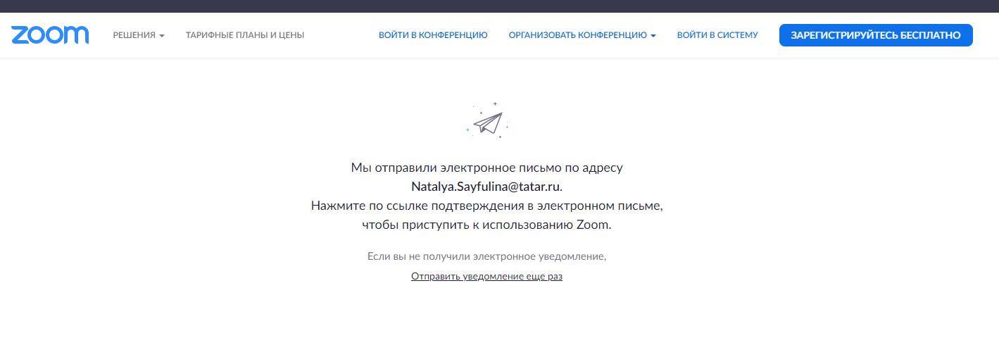 zoom
РЕШЕНИЯ
ТАРИФНЫЕ ПЛАНЫ И ЦЕНЫ
ВОЙТИ В КОНФЕРЕНЦИЮ
ОРГАНИЗОВАТЬ КОНФЕРЕНЦИЮ
ВОЙТИ В СИСТЕМУ
ЗАРЕГИСТРИРУЙТЕСЬ БЕСПЛАТНО
Мы отправили электронное письмо по адресу
Natalya.Sayfulina@tatar.ru.
Нажмите по ссылке подтверждения в электронном письме,
чтобы приступить к использованию Zoom.
Если вы не получили электронное уведомление,
Отправить уведомление еще раз